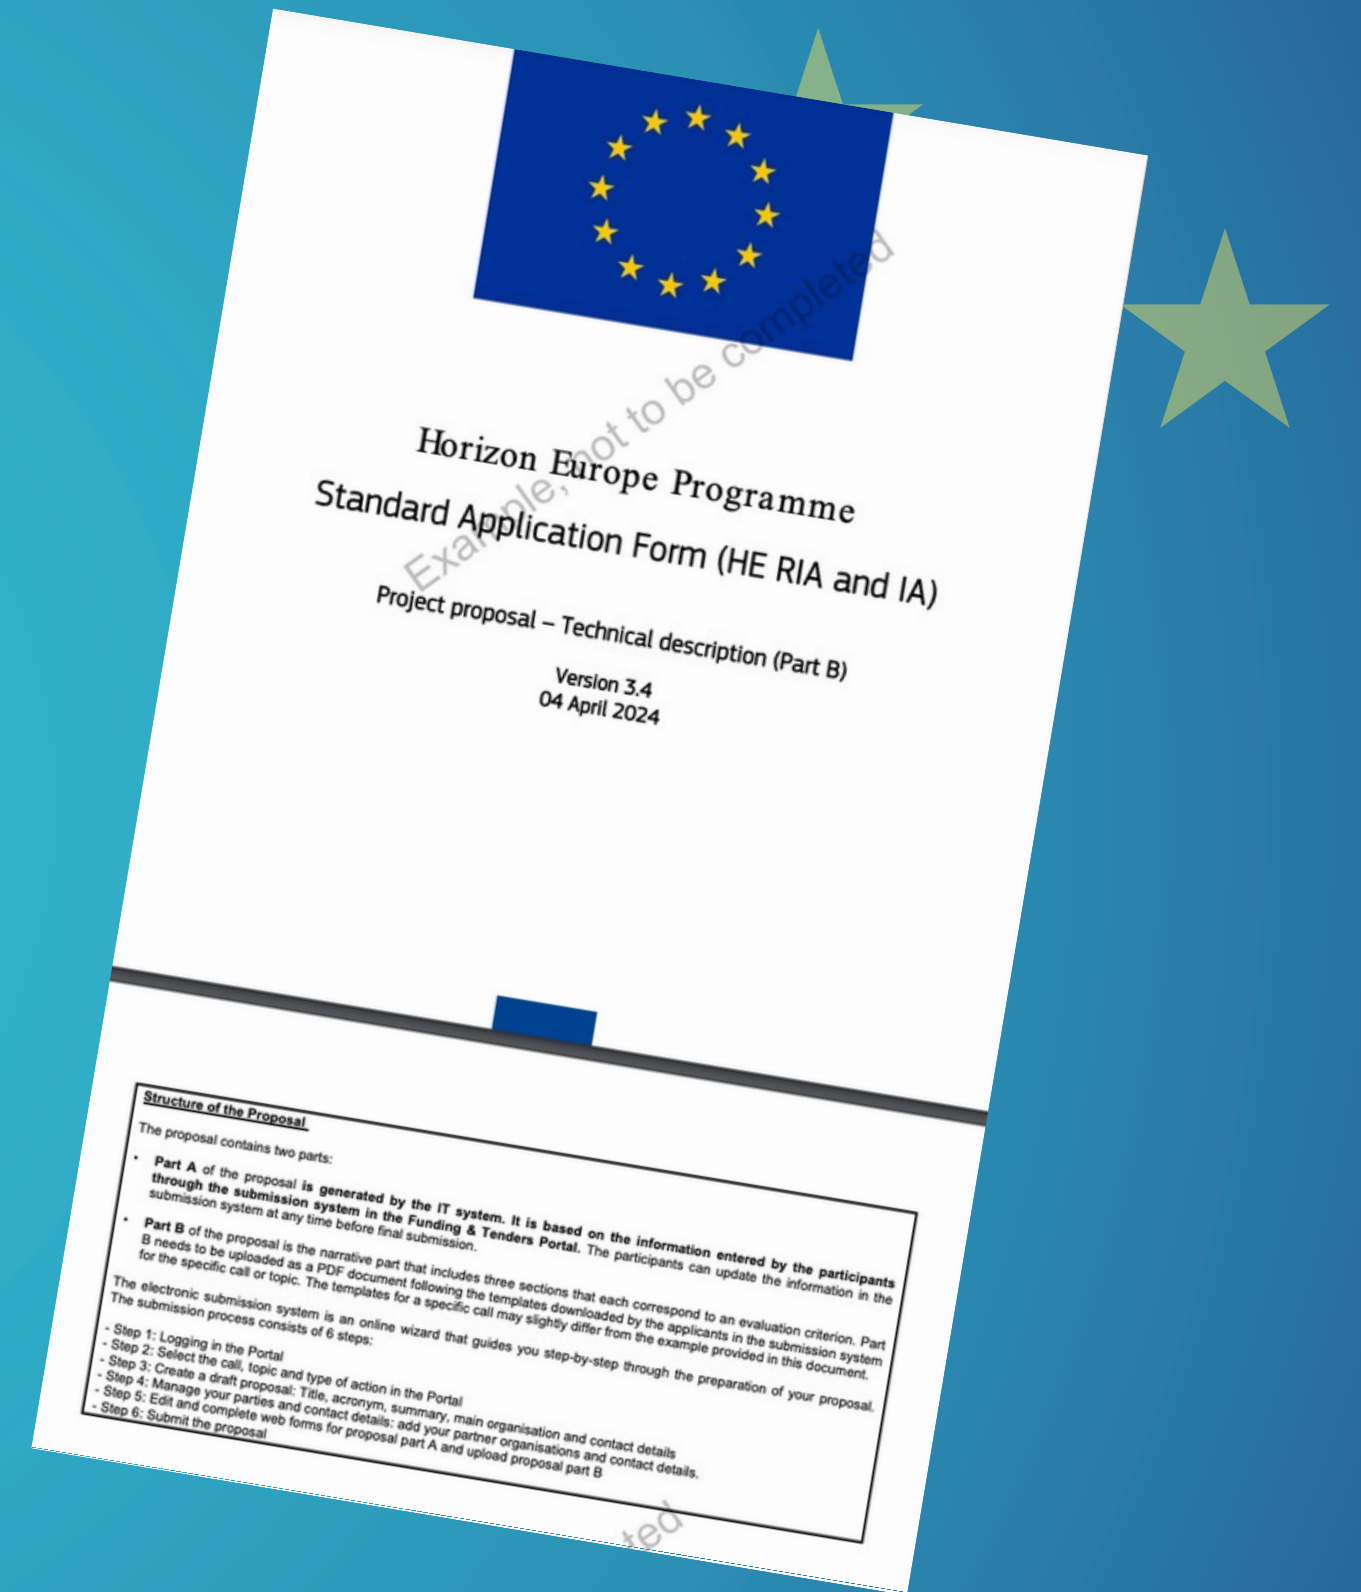 Horizon Europe Programme
Standard Application Form (HE RIA and IA)
Project proposal – Technical description (Part B)
Version 3.4
04 April 2024
Example, not to be completed
Structure of the Proposal
The proposal contains two parts:
• Part A of the proposal is generated by the IT system. It is based on the information entered by the participants
through the submission system in the Funding & Tenders Portal. The participants can update the information in the
submission system at any time before final submission.
• Part B of the proposal is the narrative part that includes three sections that each correspond to an evaluation criterion. Part
B needs to be uploaded as a PDF document following the templates downloaded by the applicants in the submission system
for the specific call or topic. The templates for a specific call may slightly differ from the example provided in this document.
The electronic submission system is an online wizard that guides you step-by-step through the preparation of your proposal.
The submission process consists of 6 steps:
- Step 1: Logging in the Portal
- Step 2: Select the call, topic and type of action in the Portal
- Step 3: Create a draft proposal: Title, acronym, summary, main organisation and contact details
- Step 4: Manage your parties and contact details: add your partner organisations and contact details.
- Step 5: Edit and complete web forms for proposal part A and upload proposal part B
- Step 6: Submit the proposal
ted